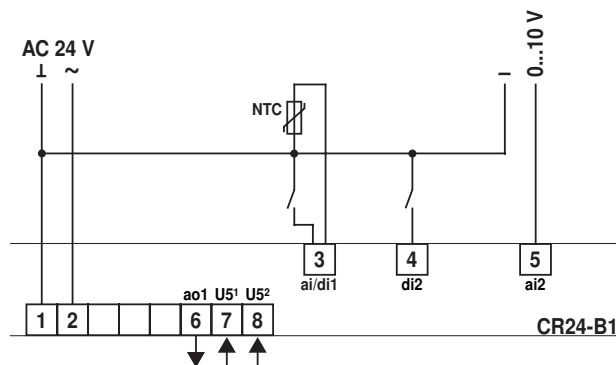 AC 24 V
⊥ ~
– 0...10 V
NTC
3 4 5
ai/di1 di2 ai2
ao1 U5¹ U5²
1 2 6 7 8
CR24-B1